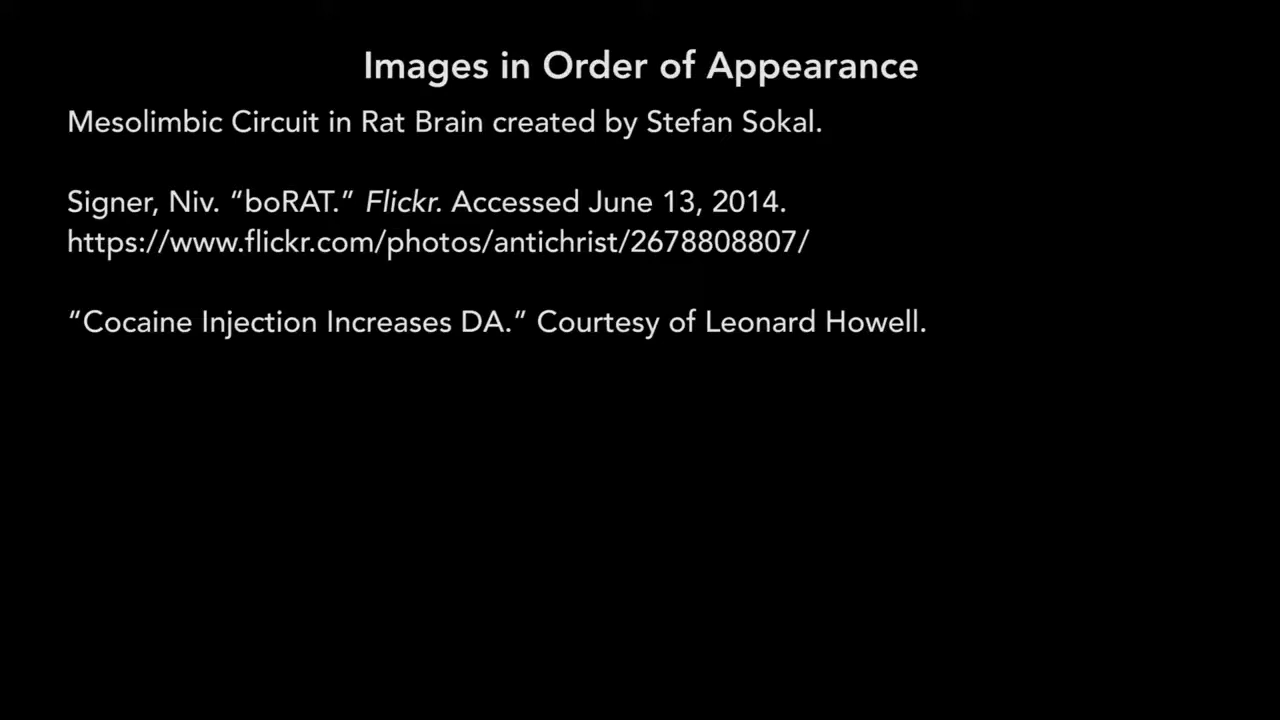 Images in Order of Appearance
Mesolimbic Circuit in Rat Brain created by Stefan Sokal.
Signer, Niv. “boRAT.” Flickr. Accessed June 13, 2014.
https://www.flickr.com/photos/antichrist/2678808807/
“Cocaine Injection Increases DA.” Courtesy of Leonard Howell.